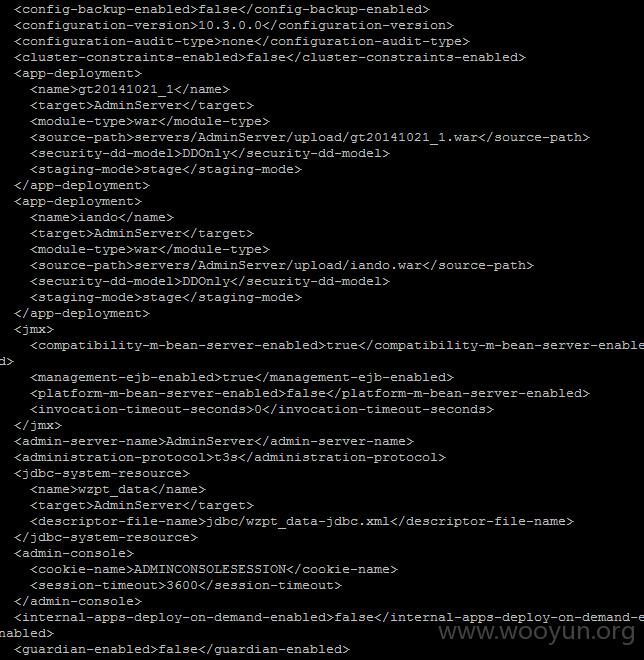 <config-backup-enabled>false</config-backup-enabled>
<configuration-version>10.3.0.0</configuration-version>
<configuration-audit-type>none</configuration-audit-type>
<cluster-constraints-enabled>false</cluster-constraints-enabled>
<app-deployment>
<name>gt20141021_1</name>
<target>AdminServer</target>
<module-type>war</module-type>
<source-path>servers/AdminServer/upload/gt20141021_1.war</source-path>
<security-dd-model>DDOnly</security-dd-model>
<staging-mode>stage</staging-mode>
</app-deployment>
<app-deployment>
<name>iando</name>
<target>AdminServer</target>
<module-type>war</module-type>
<source-path>servers/AdminServer/upload/iando.war</source-path>
<security-dd-model>DDOnly</security-dd-model>
<staging-mode>stage</staging-mode>
</app-deployment>
<jmx>
<compatibility-m-bean-server-enabled>true</compatibility-m-bean-server-enable
d>
<management-ejb-enabled>true</management-ejb-enabled>
<platform-m-bean-server-enabled>false</platform-m-bean-server-enabled>
<invocation-timeout-seconds>0</invocation-timeout-seconds>
</jmx>
<admin-server-name>AdminServer</admin-server-name>
<administration-protocol>t3s</administration-protocol>
<jdbc-system-resource>
<name>wzpt_data</name>
<target>AdminServer</target>
<descriptor-file-name>jdbc/wzpt_data-jdbc.xml</descriptor-file-name>
</jdbc-system-resource>
<admin-console>
<cookie-name>ADMINCONSOLESESSION</cookie-name>
<session-timeout>3600</session-timeout>
</admin-console>
<internal-apps-deploy-on-demand-enabled>false</internal-apps-deploy-on-demand-e
nabled>
<guardian-enabled>false</guardian-enabled>
www.wooyun.org